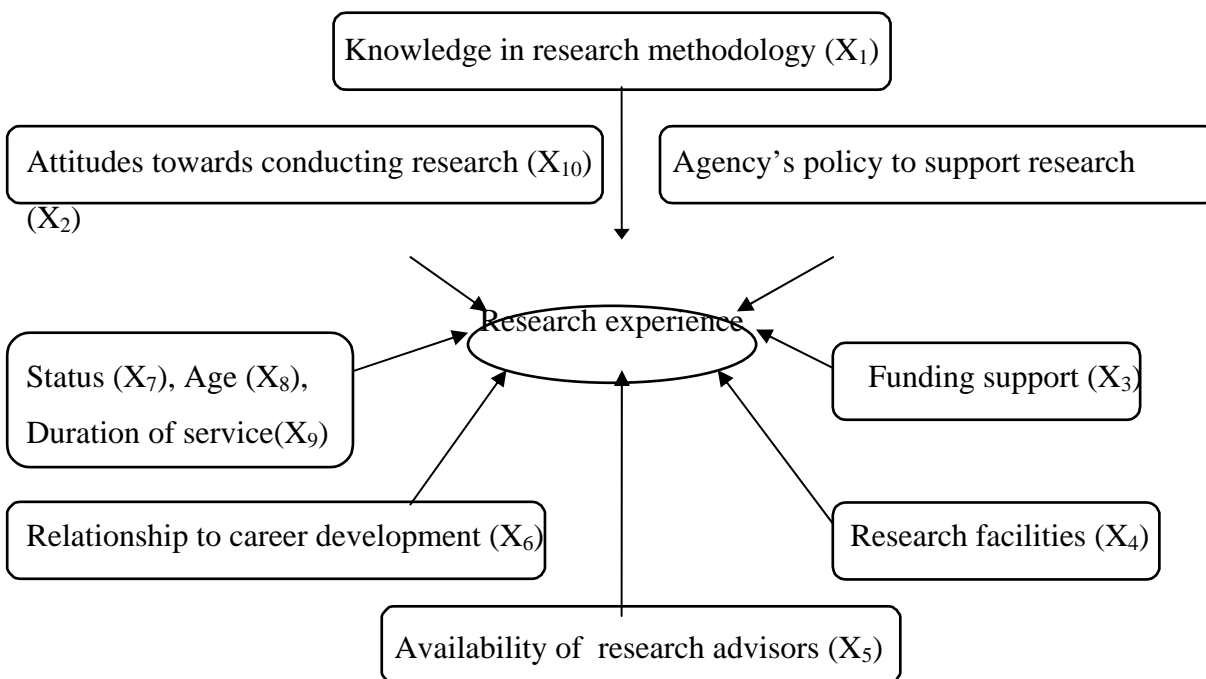 Knowledge in research methodology (X₁)
Attitudes towards conducting research (X₁₀)
Agency's policy to support research
(X₂)
Research experience
Status (X₇), Age (X₈),
Duration of service(X₉)
Funding support (X₃)
Relationship to career development (X₆)
Research facilities (X₄)
Availability of research advisors (X₅)